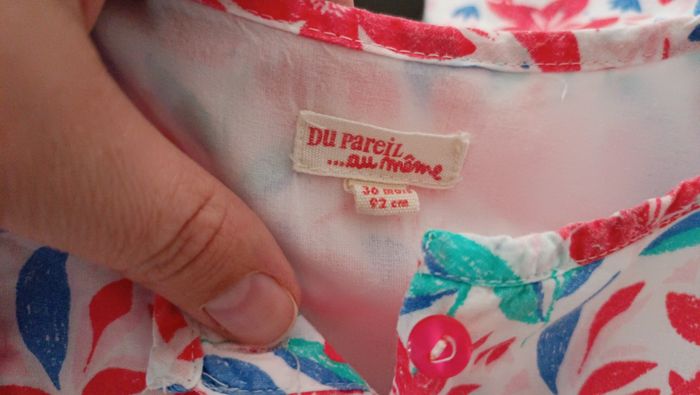 Du Pareil
...au même
36 mois
92 cm